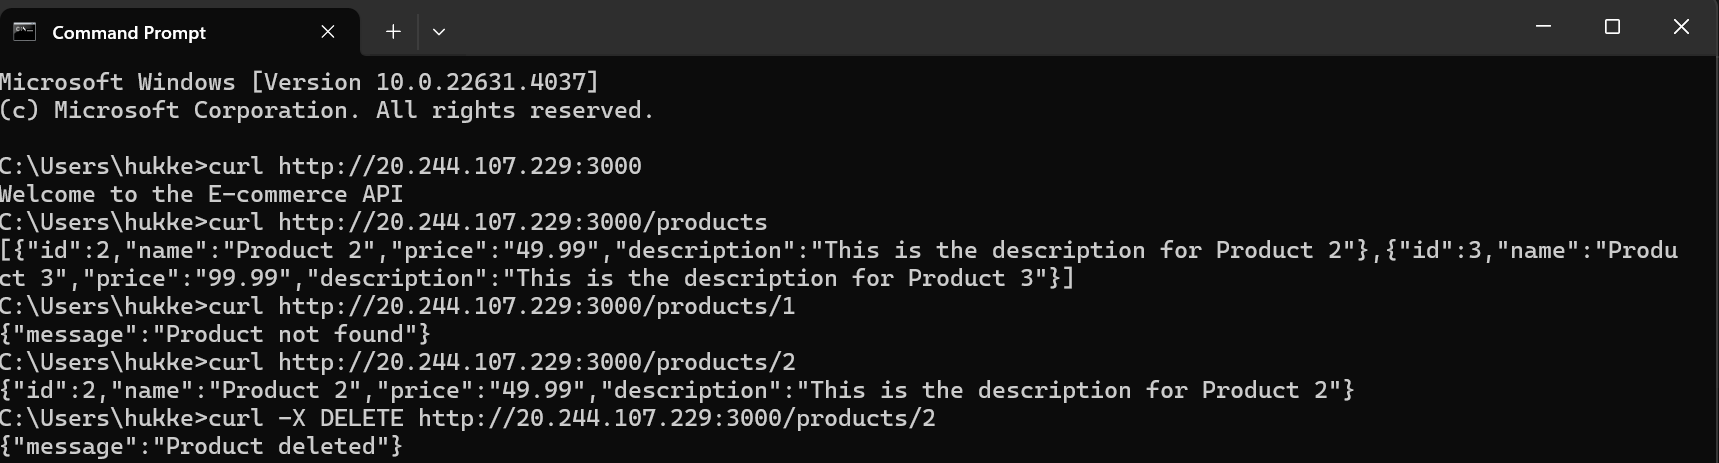 Command Prompt
Microsoft Windows [Version 10.0.22631.4037]
(c) Microsoft Corporation. All rights reserved.
C:\Users\hukke>curl http://20.244.107.229:3000
Welcome to the E-commerce API
C:\Users\hukke>curl http://20.244.107.229:3000/products
[{"id":2,"name":"Product 2","price":"49.99","description":"This is the description for Product 2"},{"id":3,"name":"Produ
ct 3","price":"99.99","description":"This is the description for Product 3"}]
C:\Users\hukke>curl http://20.244.107.229:3000/products/1
{"message":"Product not found"}
C:\Users\hukke>curl http://20.244.107.229:3000/products/2
{"id":2,"name":"Product 2","price":"49.99","description":"This is the description for Product 2"}
C:\Users\hukke>curl -X DELETE http://20.244.107.229:3000/products/2
{"message":"Product deleted"}